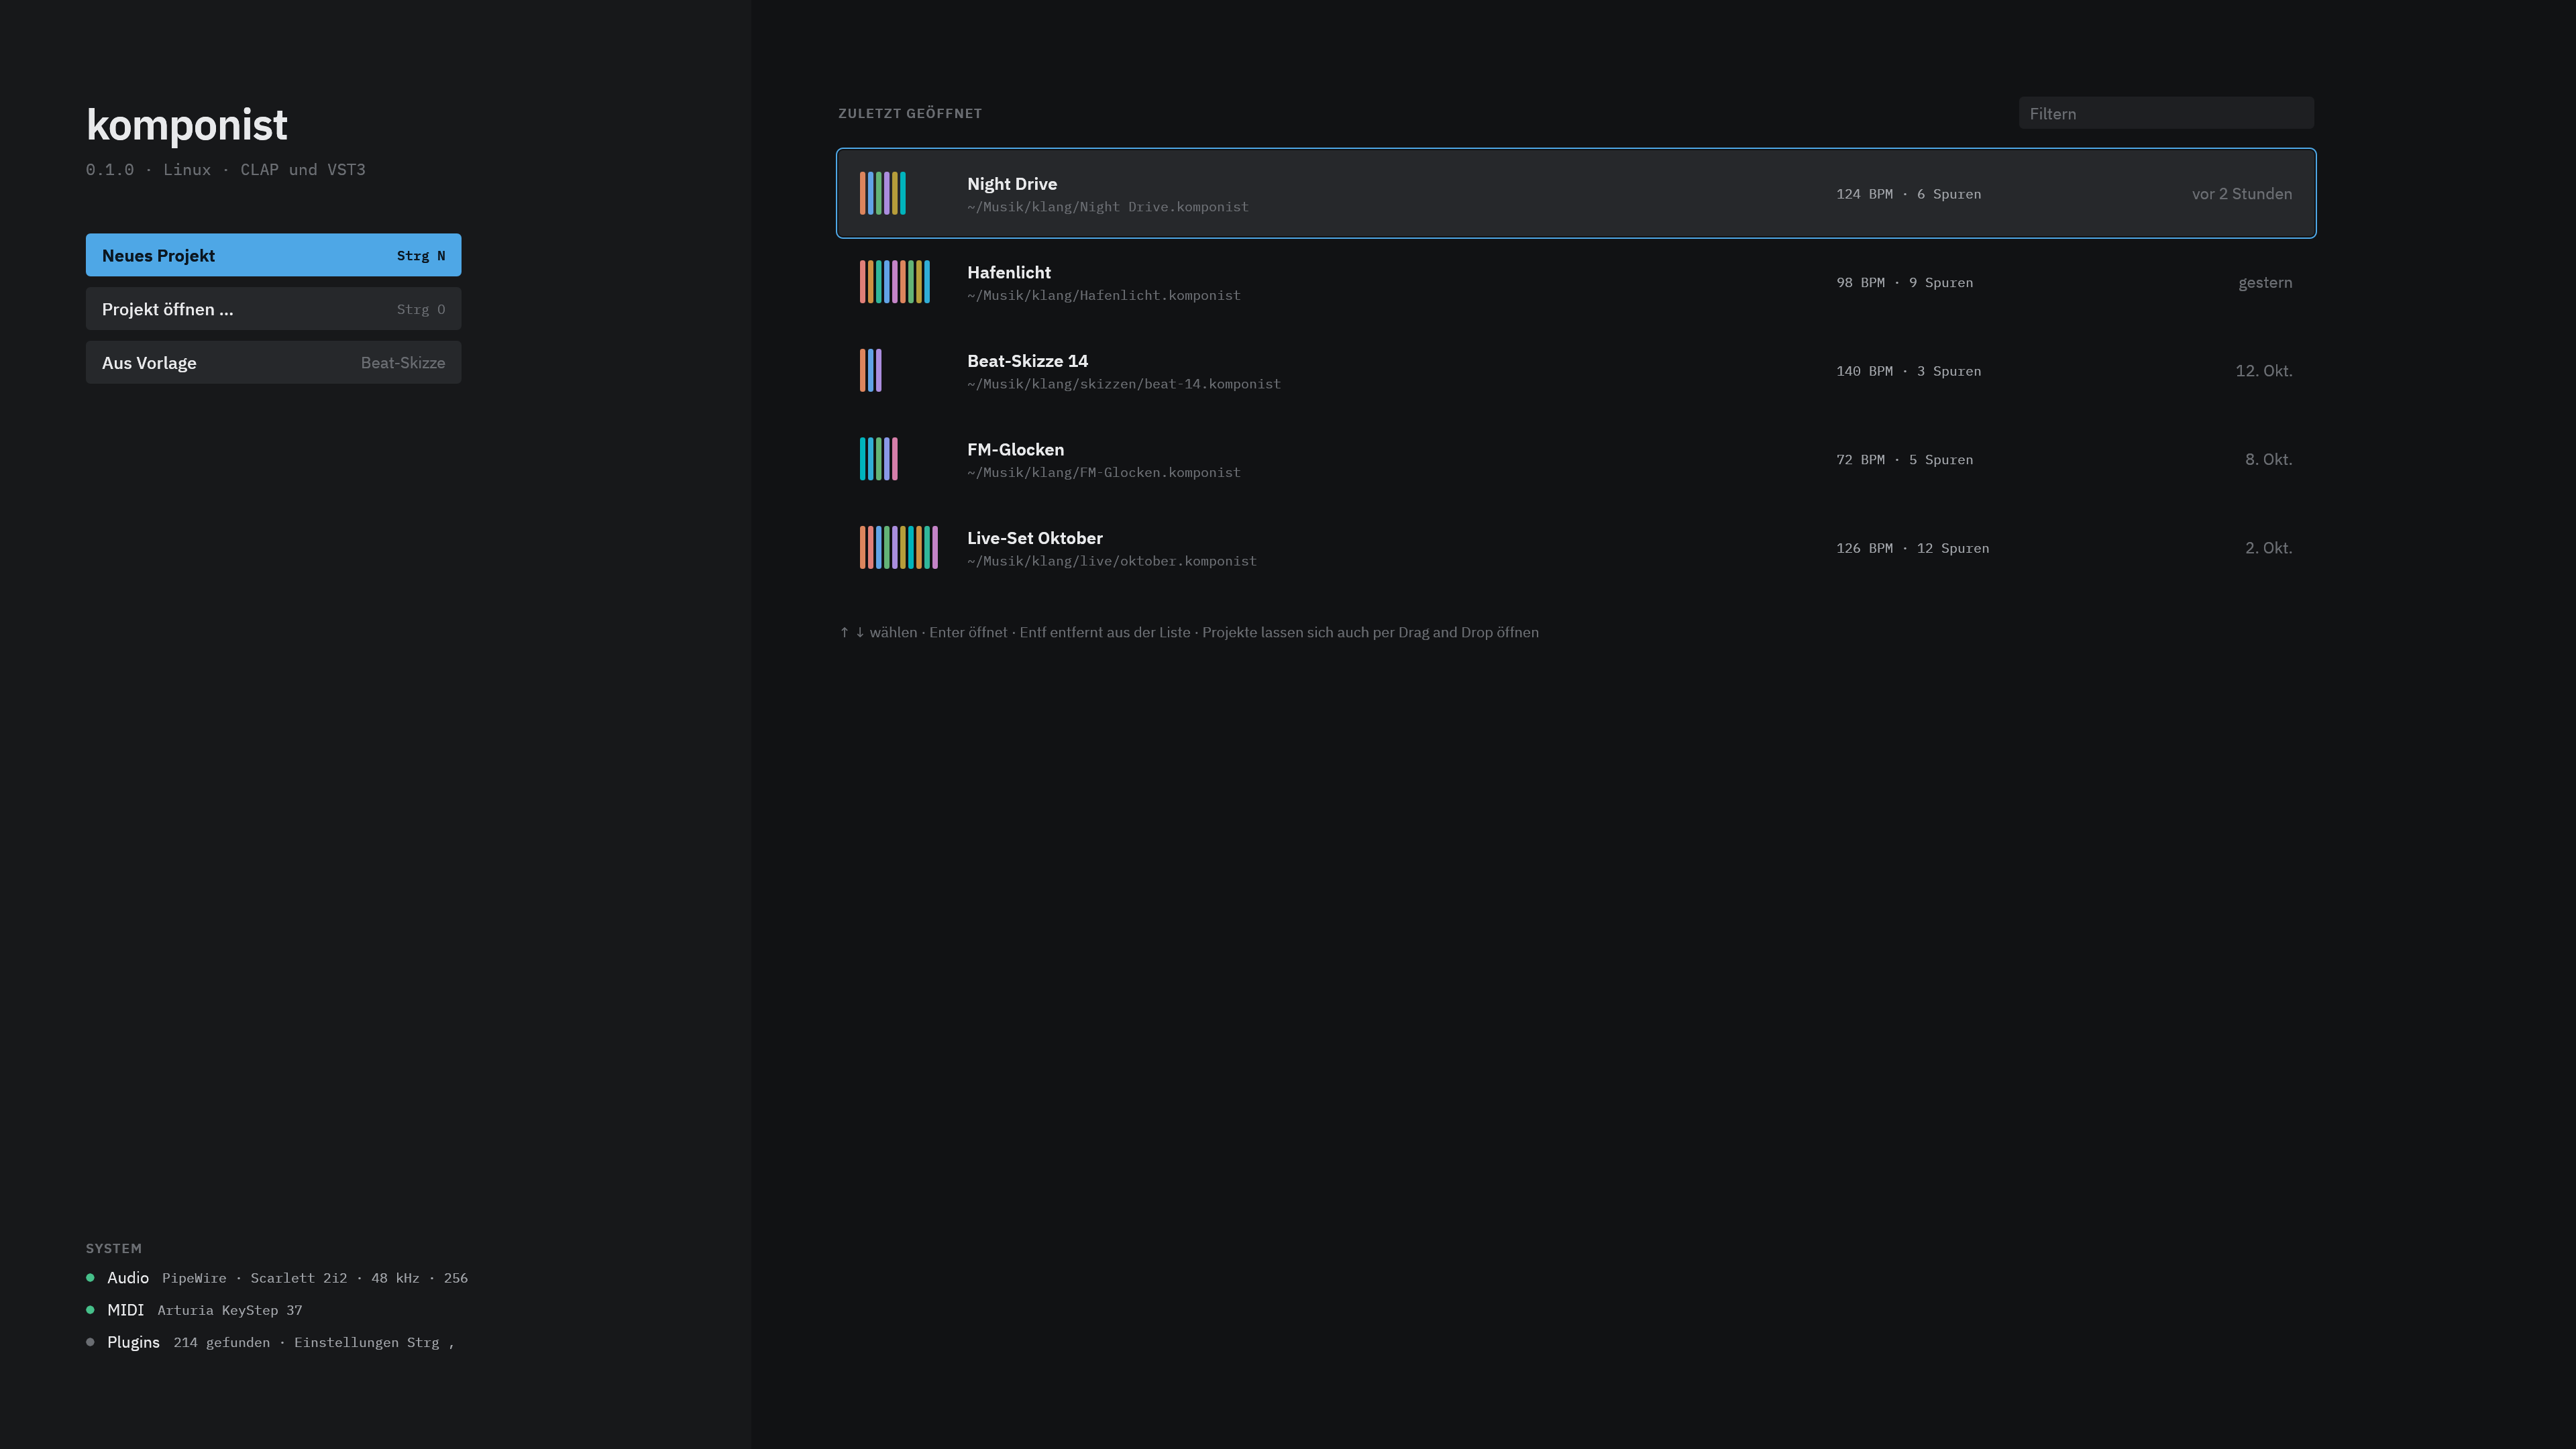 komponist
0.1.0 · Linux · CLAP und VST3
Neues Projekt Strg N
Projekt öffnen … Strg O
Aus Vorlage Beat-Skizze
SYSTEM
Audio PipeWire · Scarlett 2i2 · 48 kHz · 256
MIDI Arturia KeyStep 37
Plugins 214 gefunden · Einstellungen Strg ,
ZULETZT GEÖFFNET Filtern
Night Drive
~/Musik/klang/Night Drive.komponist
124 BPM · 6 Spuren vor 2 Stunden
Hafenlicht
~/Musik/klang/Hafenlicht.komponist
98 BPM · 9 Spuren gestern
Beat-Skizze 14
~/Musik/klang/skizzen/beat-14.komponist
140 BPM · 3 Spuren 12. Okt.
FM-Glocken
~/Musik/klang/FM-Glocken.komponist
72 BPM · 5 Spuren 8. Okt.
Live-Set Oktober
~/Musik/klang/live/oktober.komponist
126 BPM · 12 Spuren 2. Okt.
↑ ↓ wählen · Enter öffnet · Entf entfernt aus der Liste · Projekte lassen sich auch per Drag and Drop öffnen